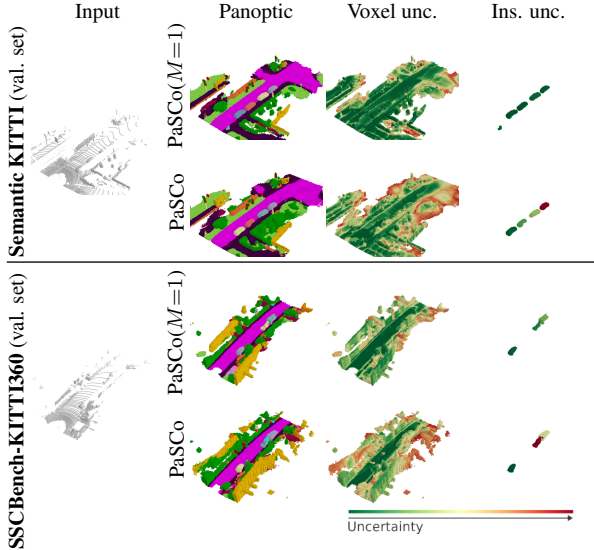 Input Panoptic Voxel unc. Ins. unc.
Semantic KITTI (val. set)
PaSCo(M=1)
PaSCo
SSCBench-KITTI360 (val. set)
PaSCo(M=1)
PaSCo
Uncertainty